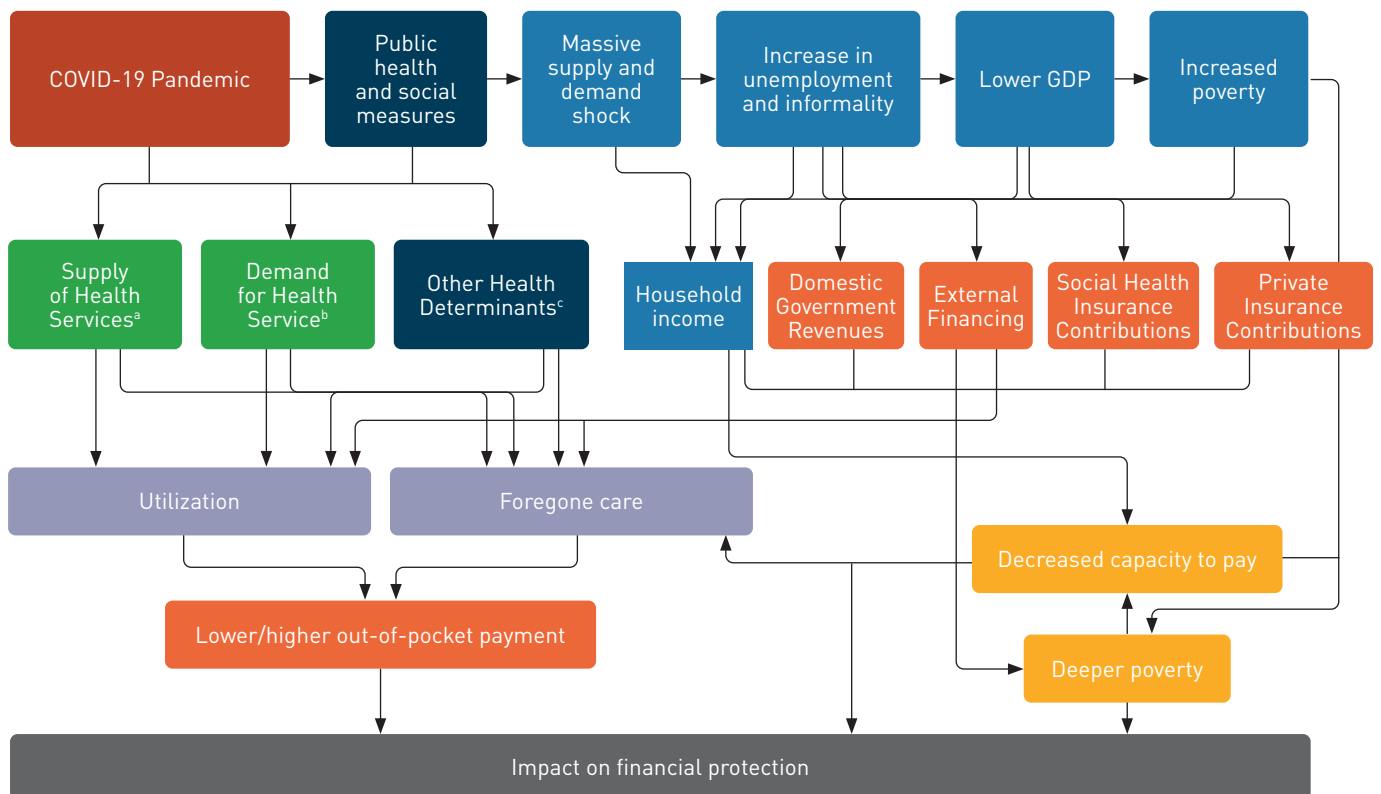 COVID-19 Pandemic
Public
health
and social
measures
Massive
supply and
demand
shock
Increase in
unemployment
and informality
Lower GDP
Increased
poverty
Supply
of Health
Servicesᵃ
Demand
for Health
Serviceᵇ
Other Health
Determinantsᶜ
Household
income
Domestic
Government
Revenues
External
Financing
Social Health
Insurance
Contributions
Private
Insurance
Contributions
Utilization
Foregone care
Decreased capacity to pay
Lower/higher out-of-pocket payment
Deeper poverty
Impact on financial protection